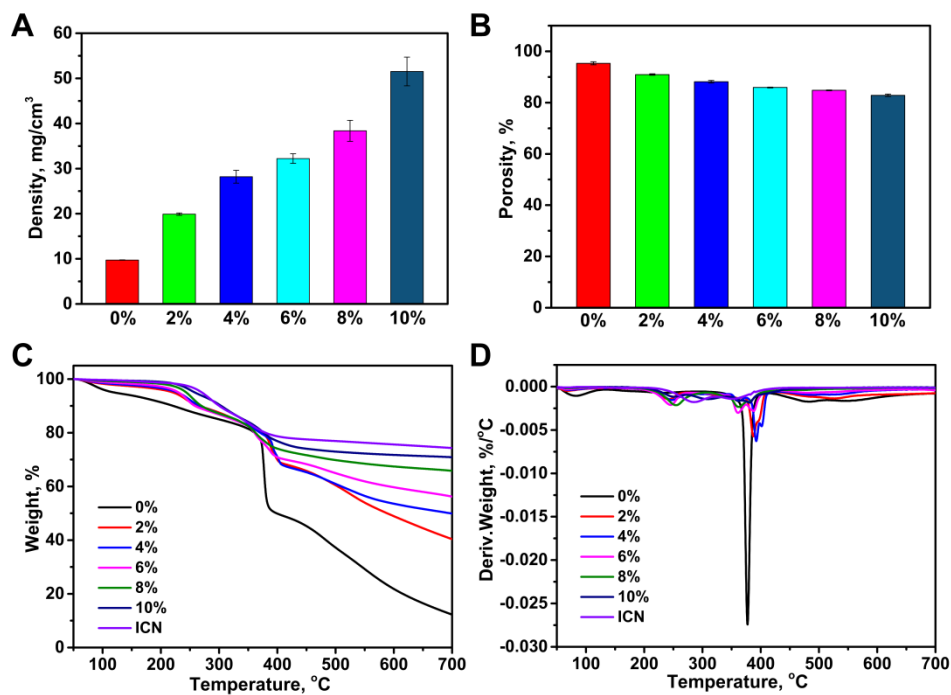 A
Density, mg/cm³
60
50
40
30
20
10
0
0% 2% 4% 6% 8% 10%
B
Porosity, %
100
80
60
40
20
0
0% 2% 4% 6% 8% 10%
C
Weight, %
100
80
60
40
20
0
0%
2%
4%
6%
8%
10%
ICN
100 200 300 400 500 600 700
Temperature, °C
D
Deriv.Weight, %/°C
0.000
-0.005
-0.010
-0.015
-0.020
-0.025
-0.030
0%
2%
4%
6%
8%
10%
ICN
100 200 300 400 500 600 700
Temperature, °C